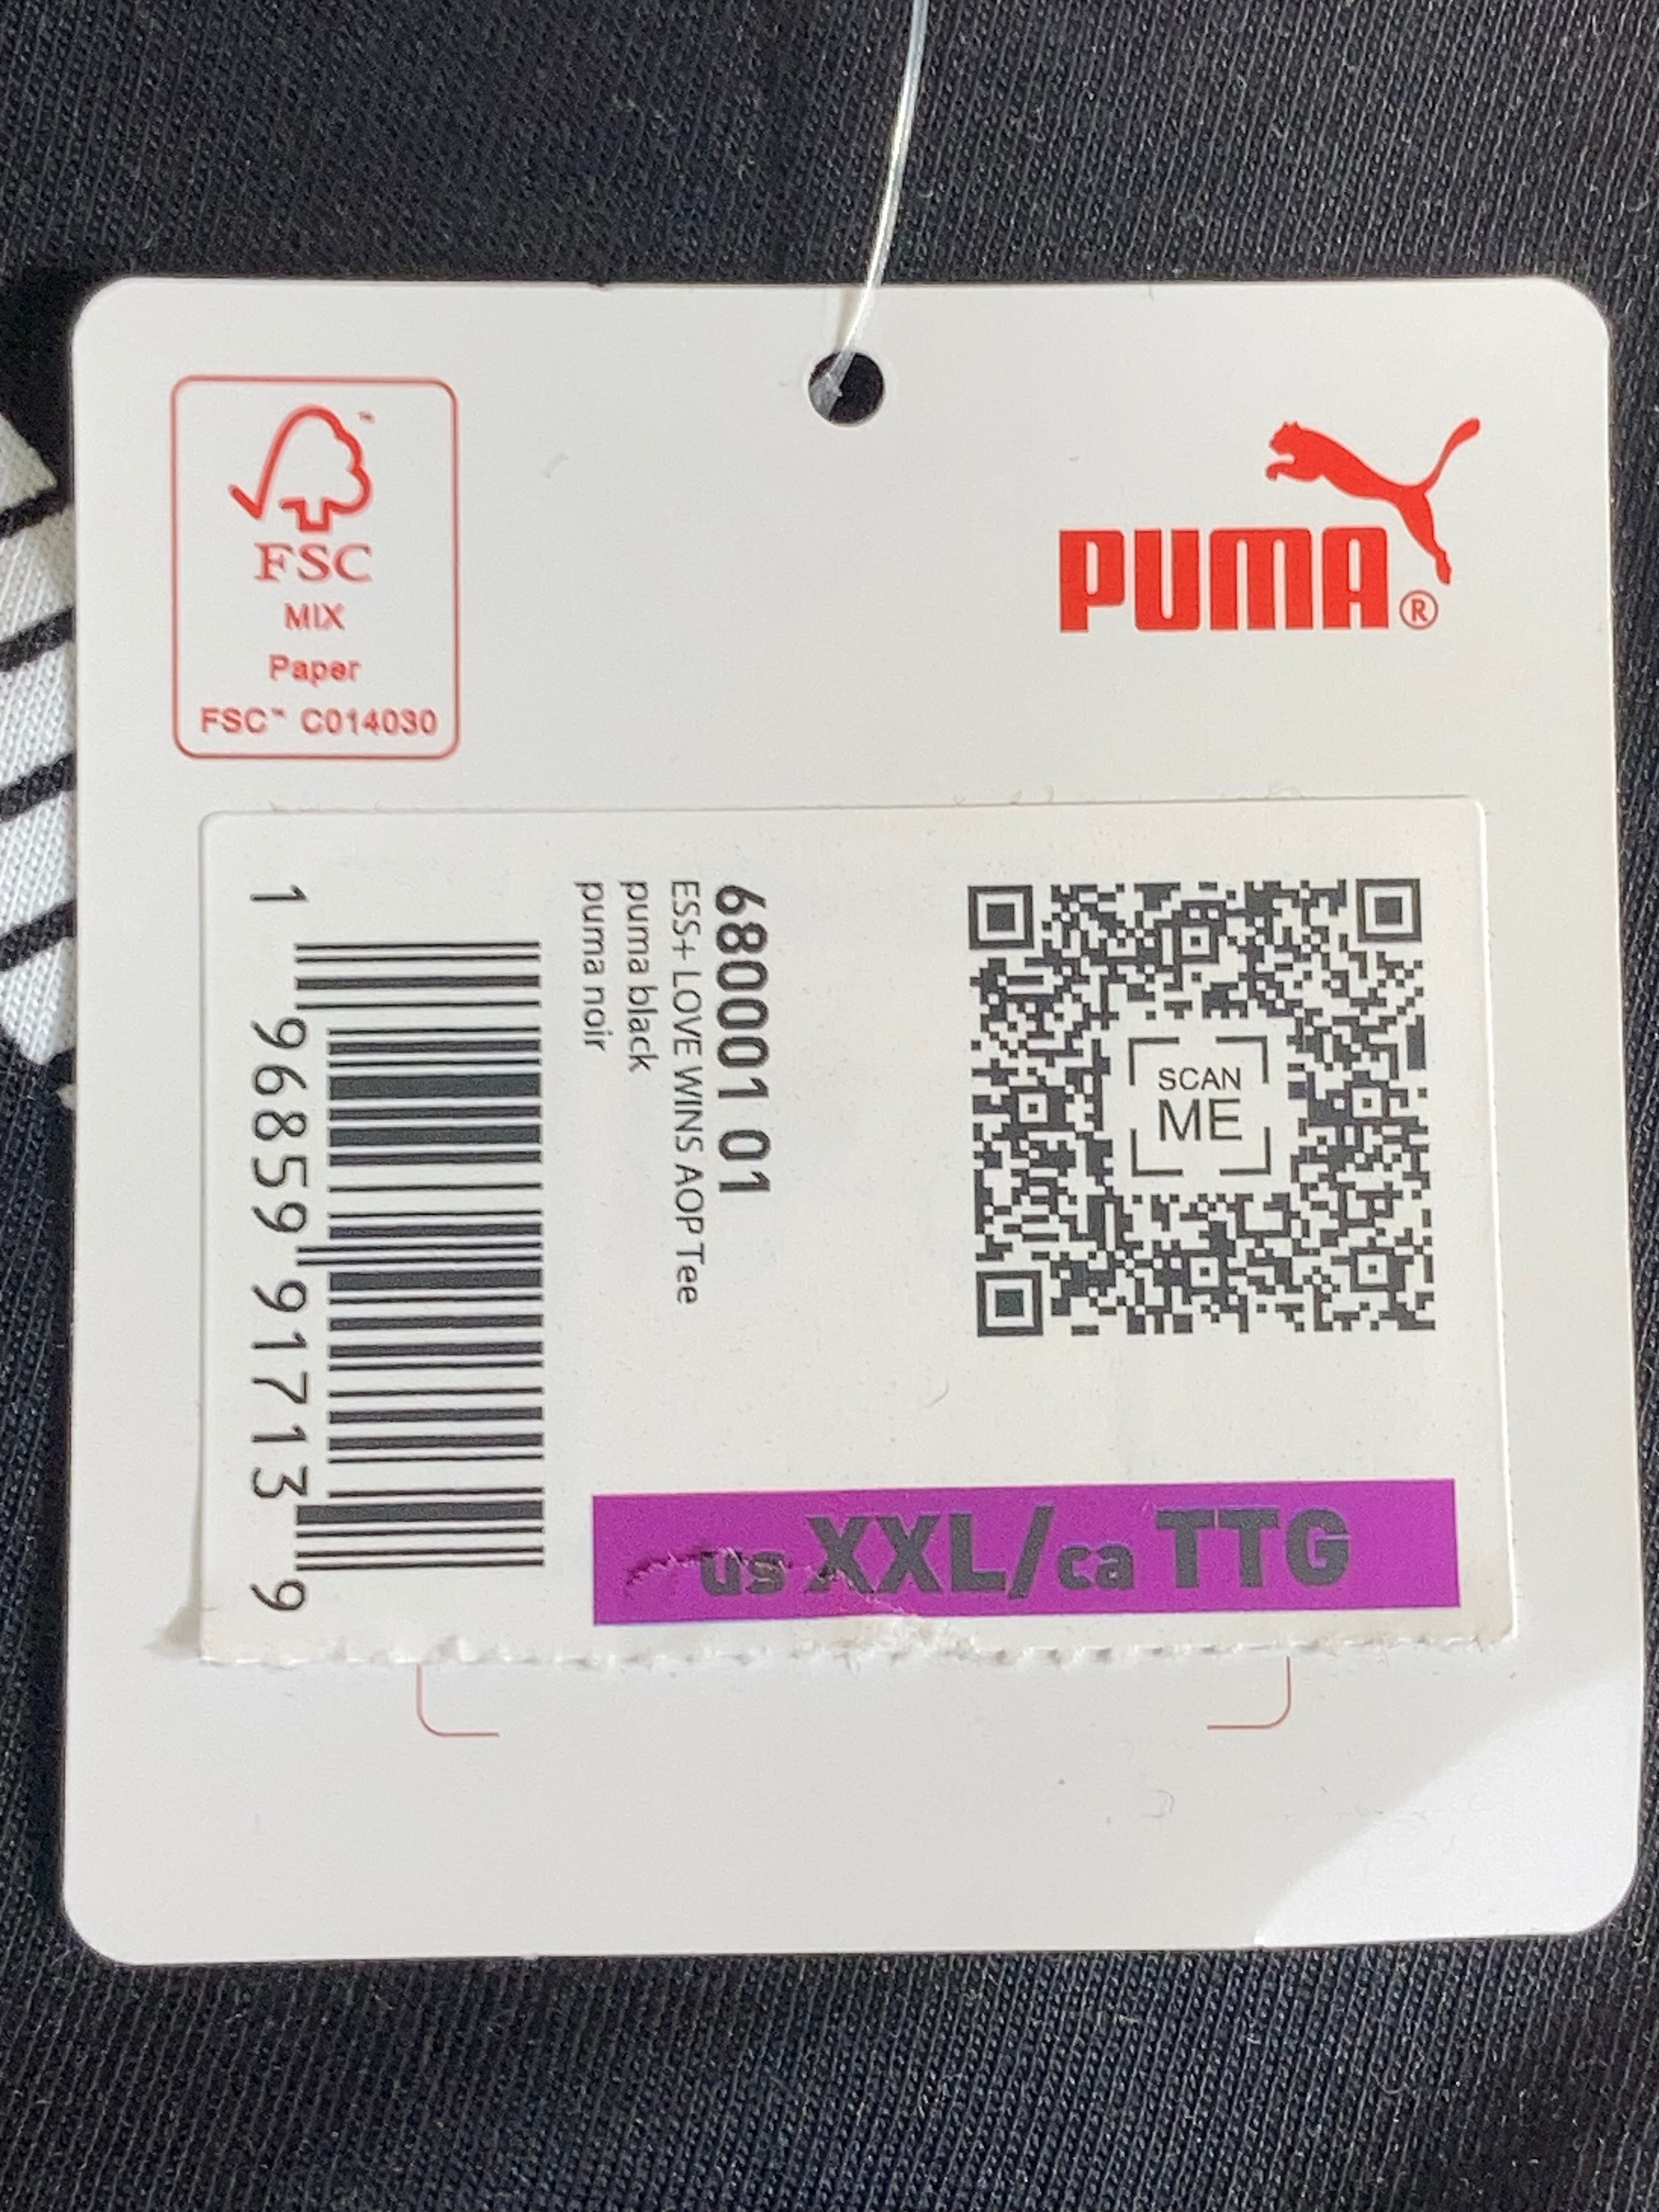 FSC
MIX
Paper
FSC™ C014030
PUMA®
SCAN
ME
680001 01
ESS+ LOVE WINS AOP Tee
puma black
puma noir
1 96859 91713 9
us XXL/ca TTG